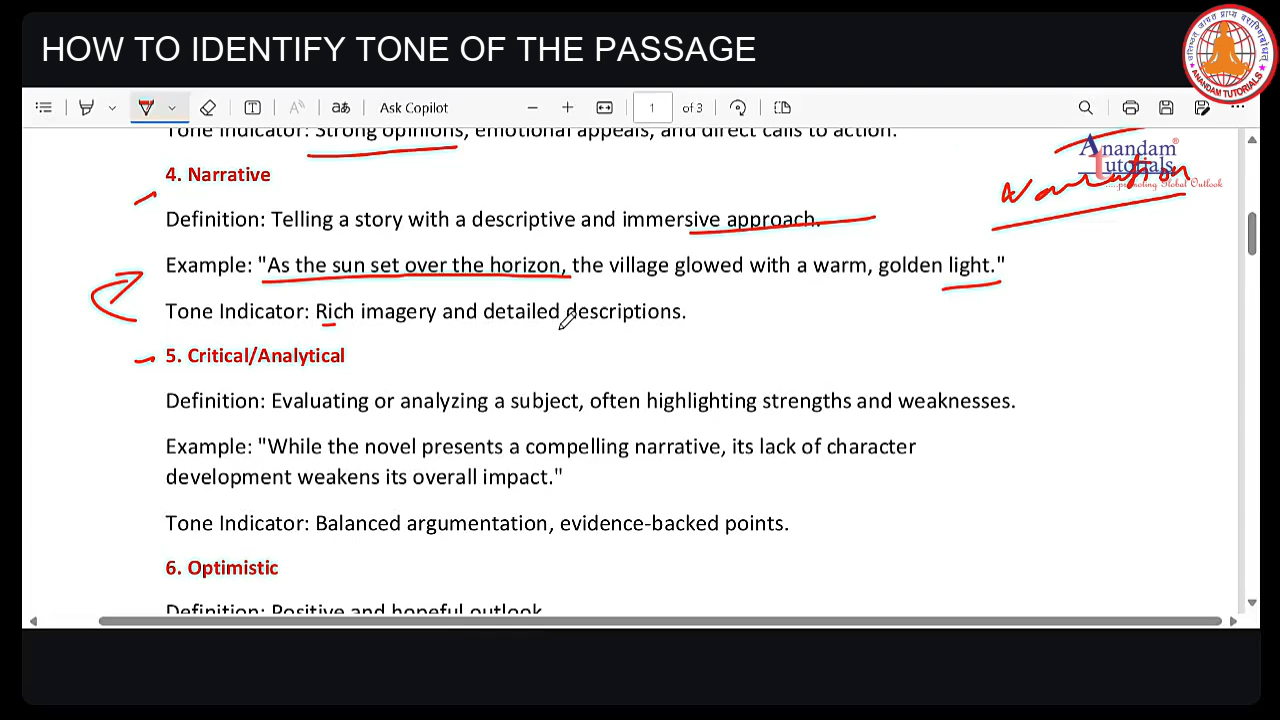 HOW TO IDENTIFY TONE OF THE PASSAGE
Ask Copilot
1 of 3
Tone Indicator: Strong opinions, emotional appeals, and direct calls to action.
Anandam
Tutorials
.....promoting Global Outlook
Narration
4. Narrative
Definition: Telling a story with a descriptive and immersive approach.
Example: "As the sun set over the horizon, the village glowed with a warm, golden light."
Tone Indicator: Rich imagery and detailed descriptions.
5. Critical/Analytical
Definition: Evaluating or analyzing a subject, often highlighting strengths and weaknesses.
Example: "While the novel presents a compelling narrative, its lack of character
development weakens its overall impact."
Tone Indicator: Balanced argumentation, evidence-backed points.
6. Optimistic
Definition: Positive and hopeful outlook.
ANANDAM TUTORIALS